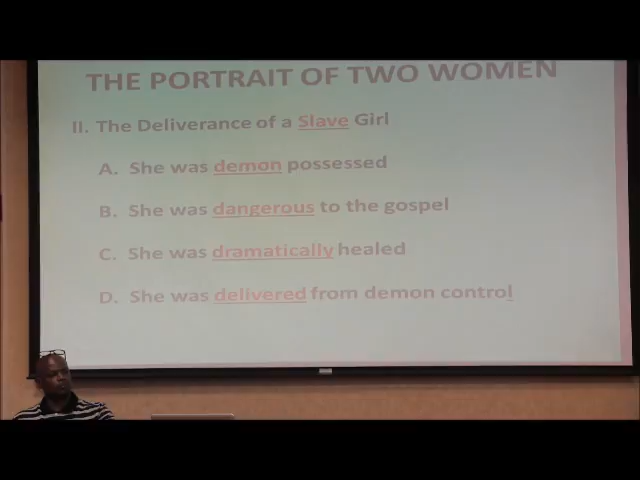 THE PORTRAIT OF TWO WOMEN
II. The Deliverance of a Slave Girl
A. She was demon possessed
B. She was dangerous to the gospel
C. She was dramatically healed
D. She was delivered from demon control